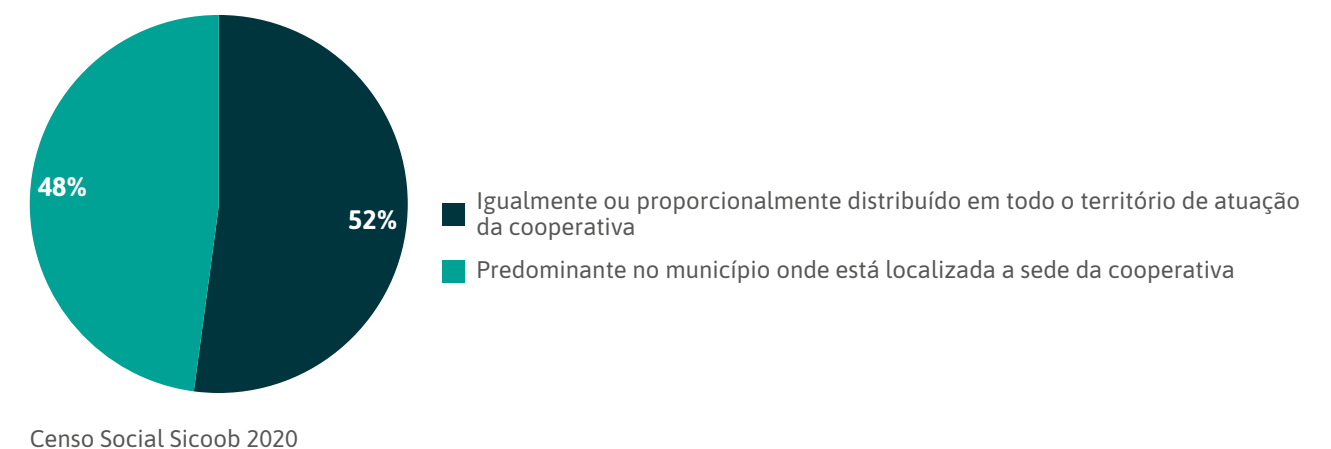 48%
52%
Igualmente ou proporcionalmente distribuído em todo o território de atuação
da cooperativa
Predominante no município onde está localizada a sede da cooperativa
Censo Social Sicoob 2020